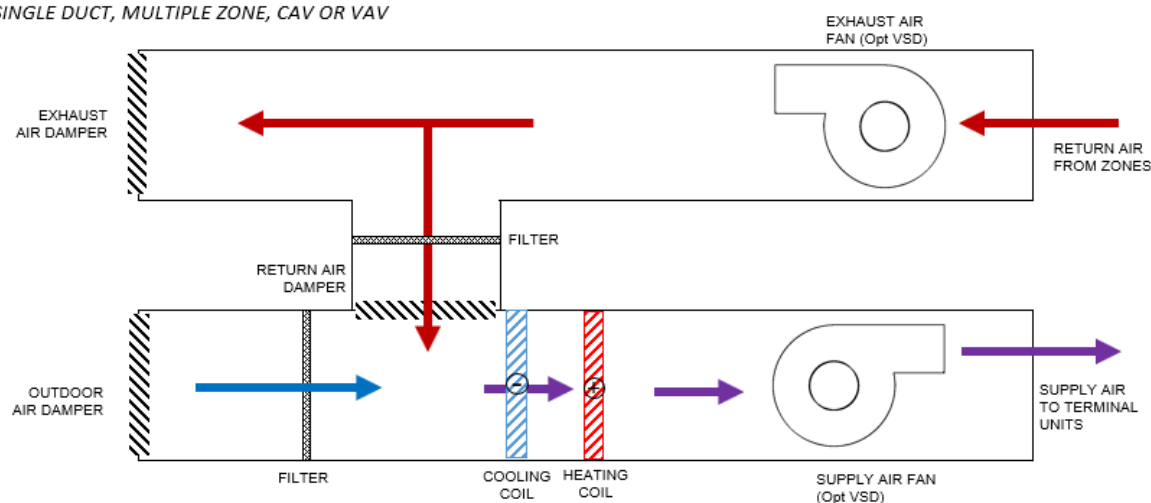 SINGLE DUCT, MULTIPLE ZONE, CAV OR VAV
EXHAUST AIR
FAN (Opt VSD)
EXHAUST
AIR DAMPER
RETURN AIR
FROM ZONES
FILTER
RETURN AIR
DAMPER
OUTDOOR
AIR DAMPER
-
+
SUPPLY AIR
TO TERMINAL
UNITS
FILTER
COOLING
COIL
HEATING
COIL
SUPPLY AIR FAN
(Opt VSD)